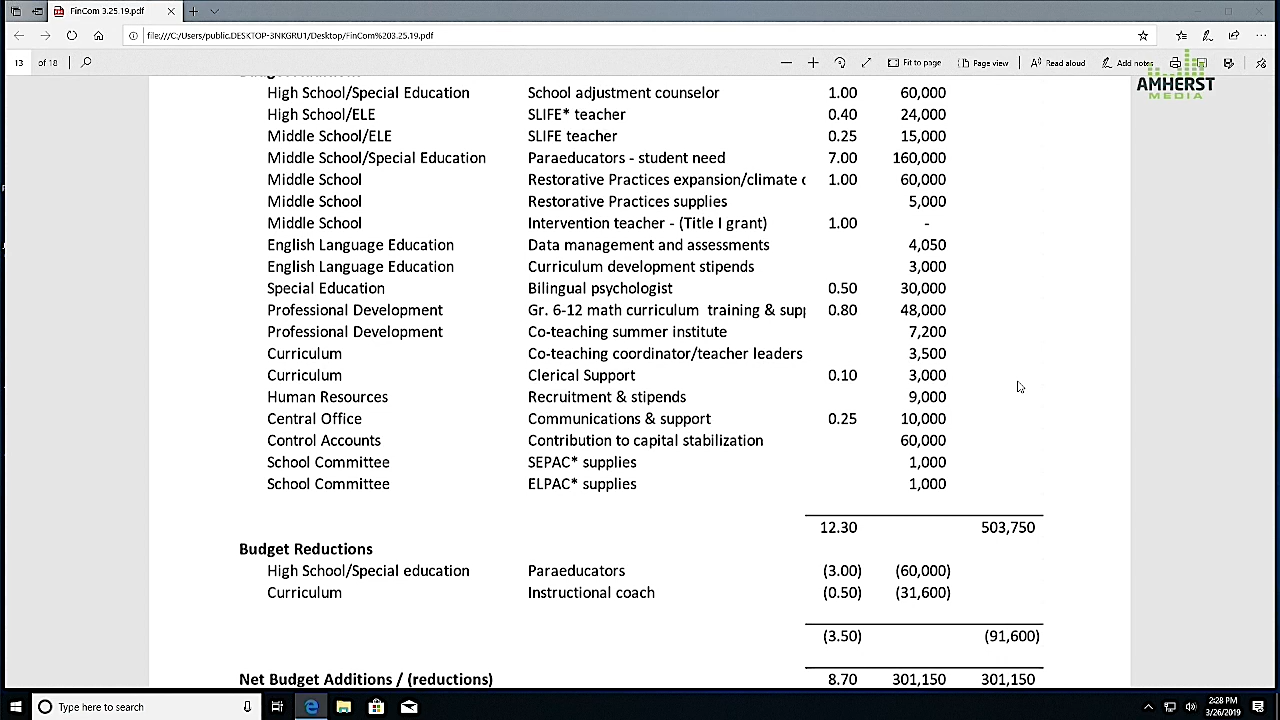 FinCom 3.25.19.pdf
file:///C:/Users/public.DESKTOP-3NKGRU1/Desktop/FinCom%203.25.19.pdf
13 of 18 Fit to page Page view Read aloud Add notes
AMHERST
MEDIA
High School/Special Education School adjustment counselor 1.00 60,000
High School/ELE SLIFE* teacher 0.40 24,000
Middle School/ELE SLIFE teacher 0.25 15,000
Middle School/Special Education Paraeducators - student need 7.00 160,000
Middle School Restorative Practices expansion/climate c 1.00 60,000
Middle School Restorative Practices supplies 5,000
Middle School Intervention teacher - (Title I grant) 1.00 -
English Language Education Data management and assessments 4,050
English Language Education Curriculum development stipends 3,000
Special Education Bilingual psychologist 0.50 30,000
Professional Development Gr. 6-12 math curriculum training & supp 0.80 48,000
Professional Development Co-teaching summer institute 7,200
Curriculum Co-teaching coordinator/teacher leaders 3,500
Curriculum Clerical Support 0.10 3,000
Human Resources Recruitment & stipends 9,000
Central Office Communications & support 0.25 10,000
Control Accounts Contribution to capital stabilization 60,000
School Committee SEPAC* supplies 1,000
School Committee ELPAC* supplies 1,000
12.30 503,750
Budget Reductions
High School/Special education Paraeducators (3.00) (60,000)
Curriculum Instructional coach (0.50) (31,600)
(3.50) (91,600)
Net Budget Additions / (reductions) 8.70 301,150 301,150
Type here to search
2:28 PM
3/26/2019